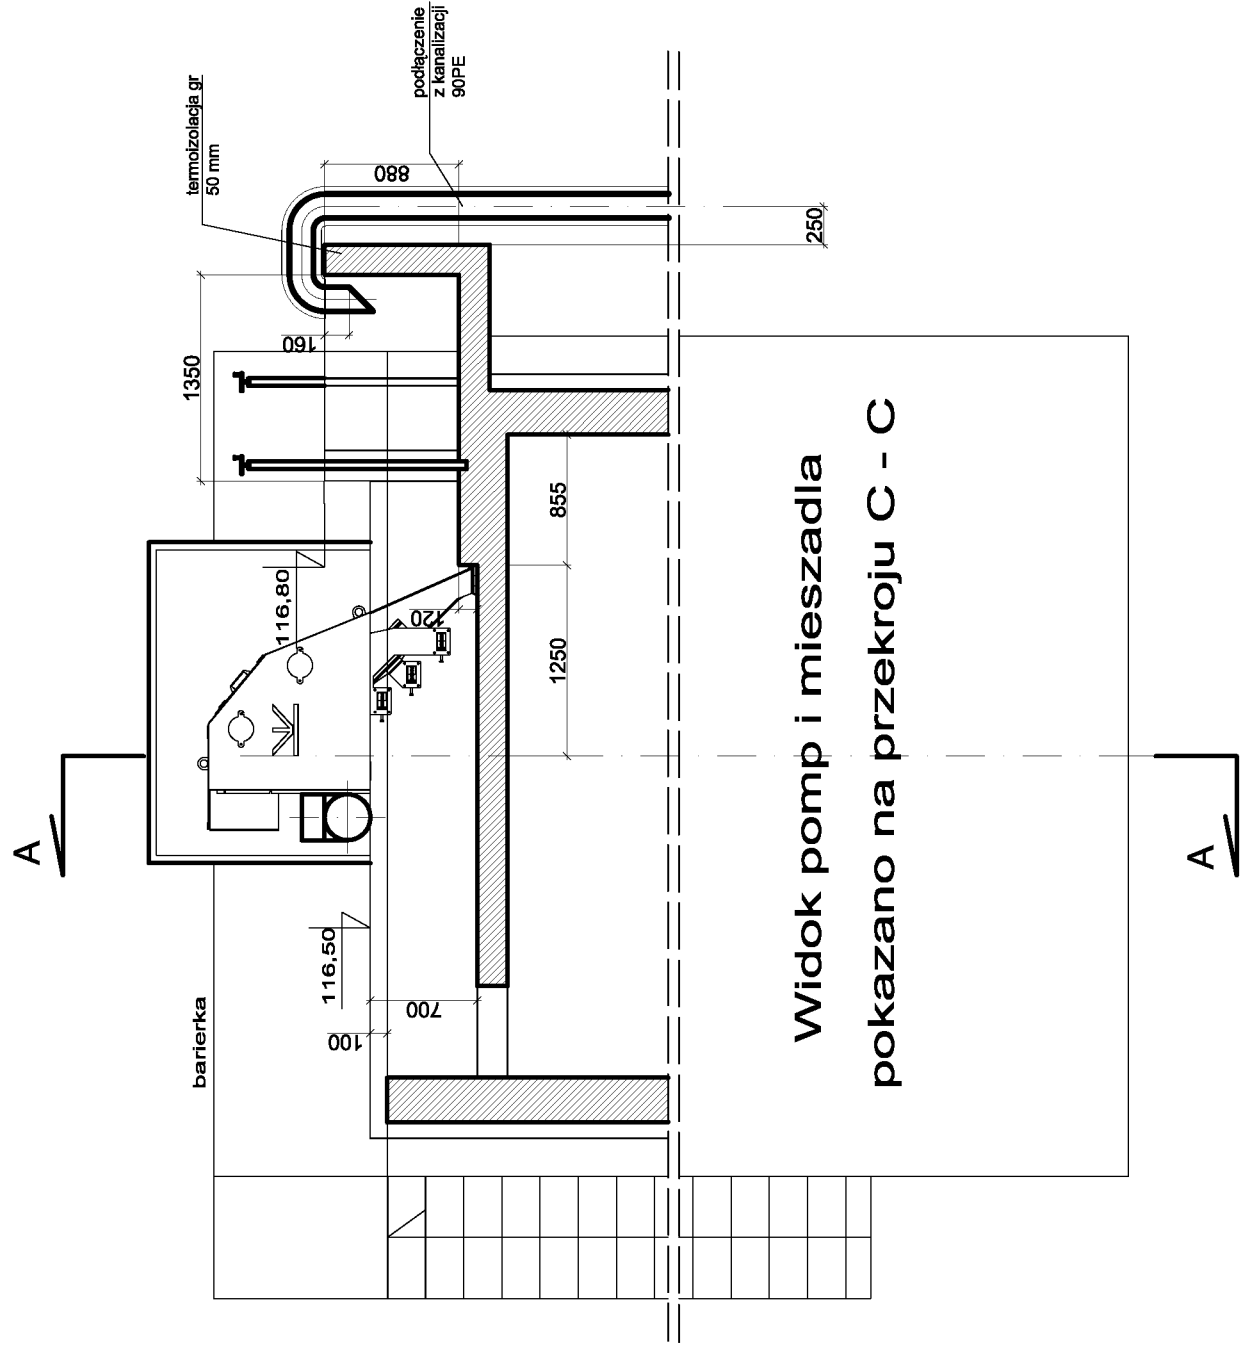 termoizolacja gr
50 mm
podłączenie
z kanalizacji
90PE
880
250
160
1350
116,80
120
855
1250
A
A
116,50
700
100
barierka
Widok pomp i mieszadla
pokazano na przekroju C - C